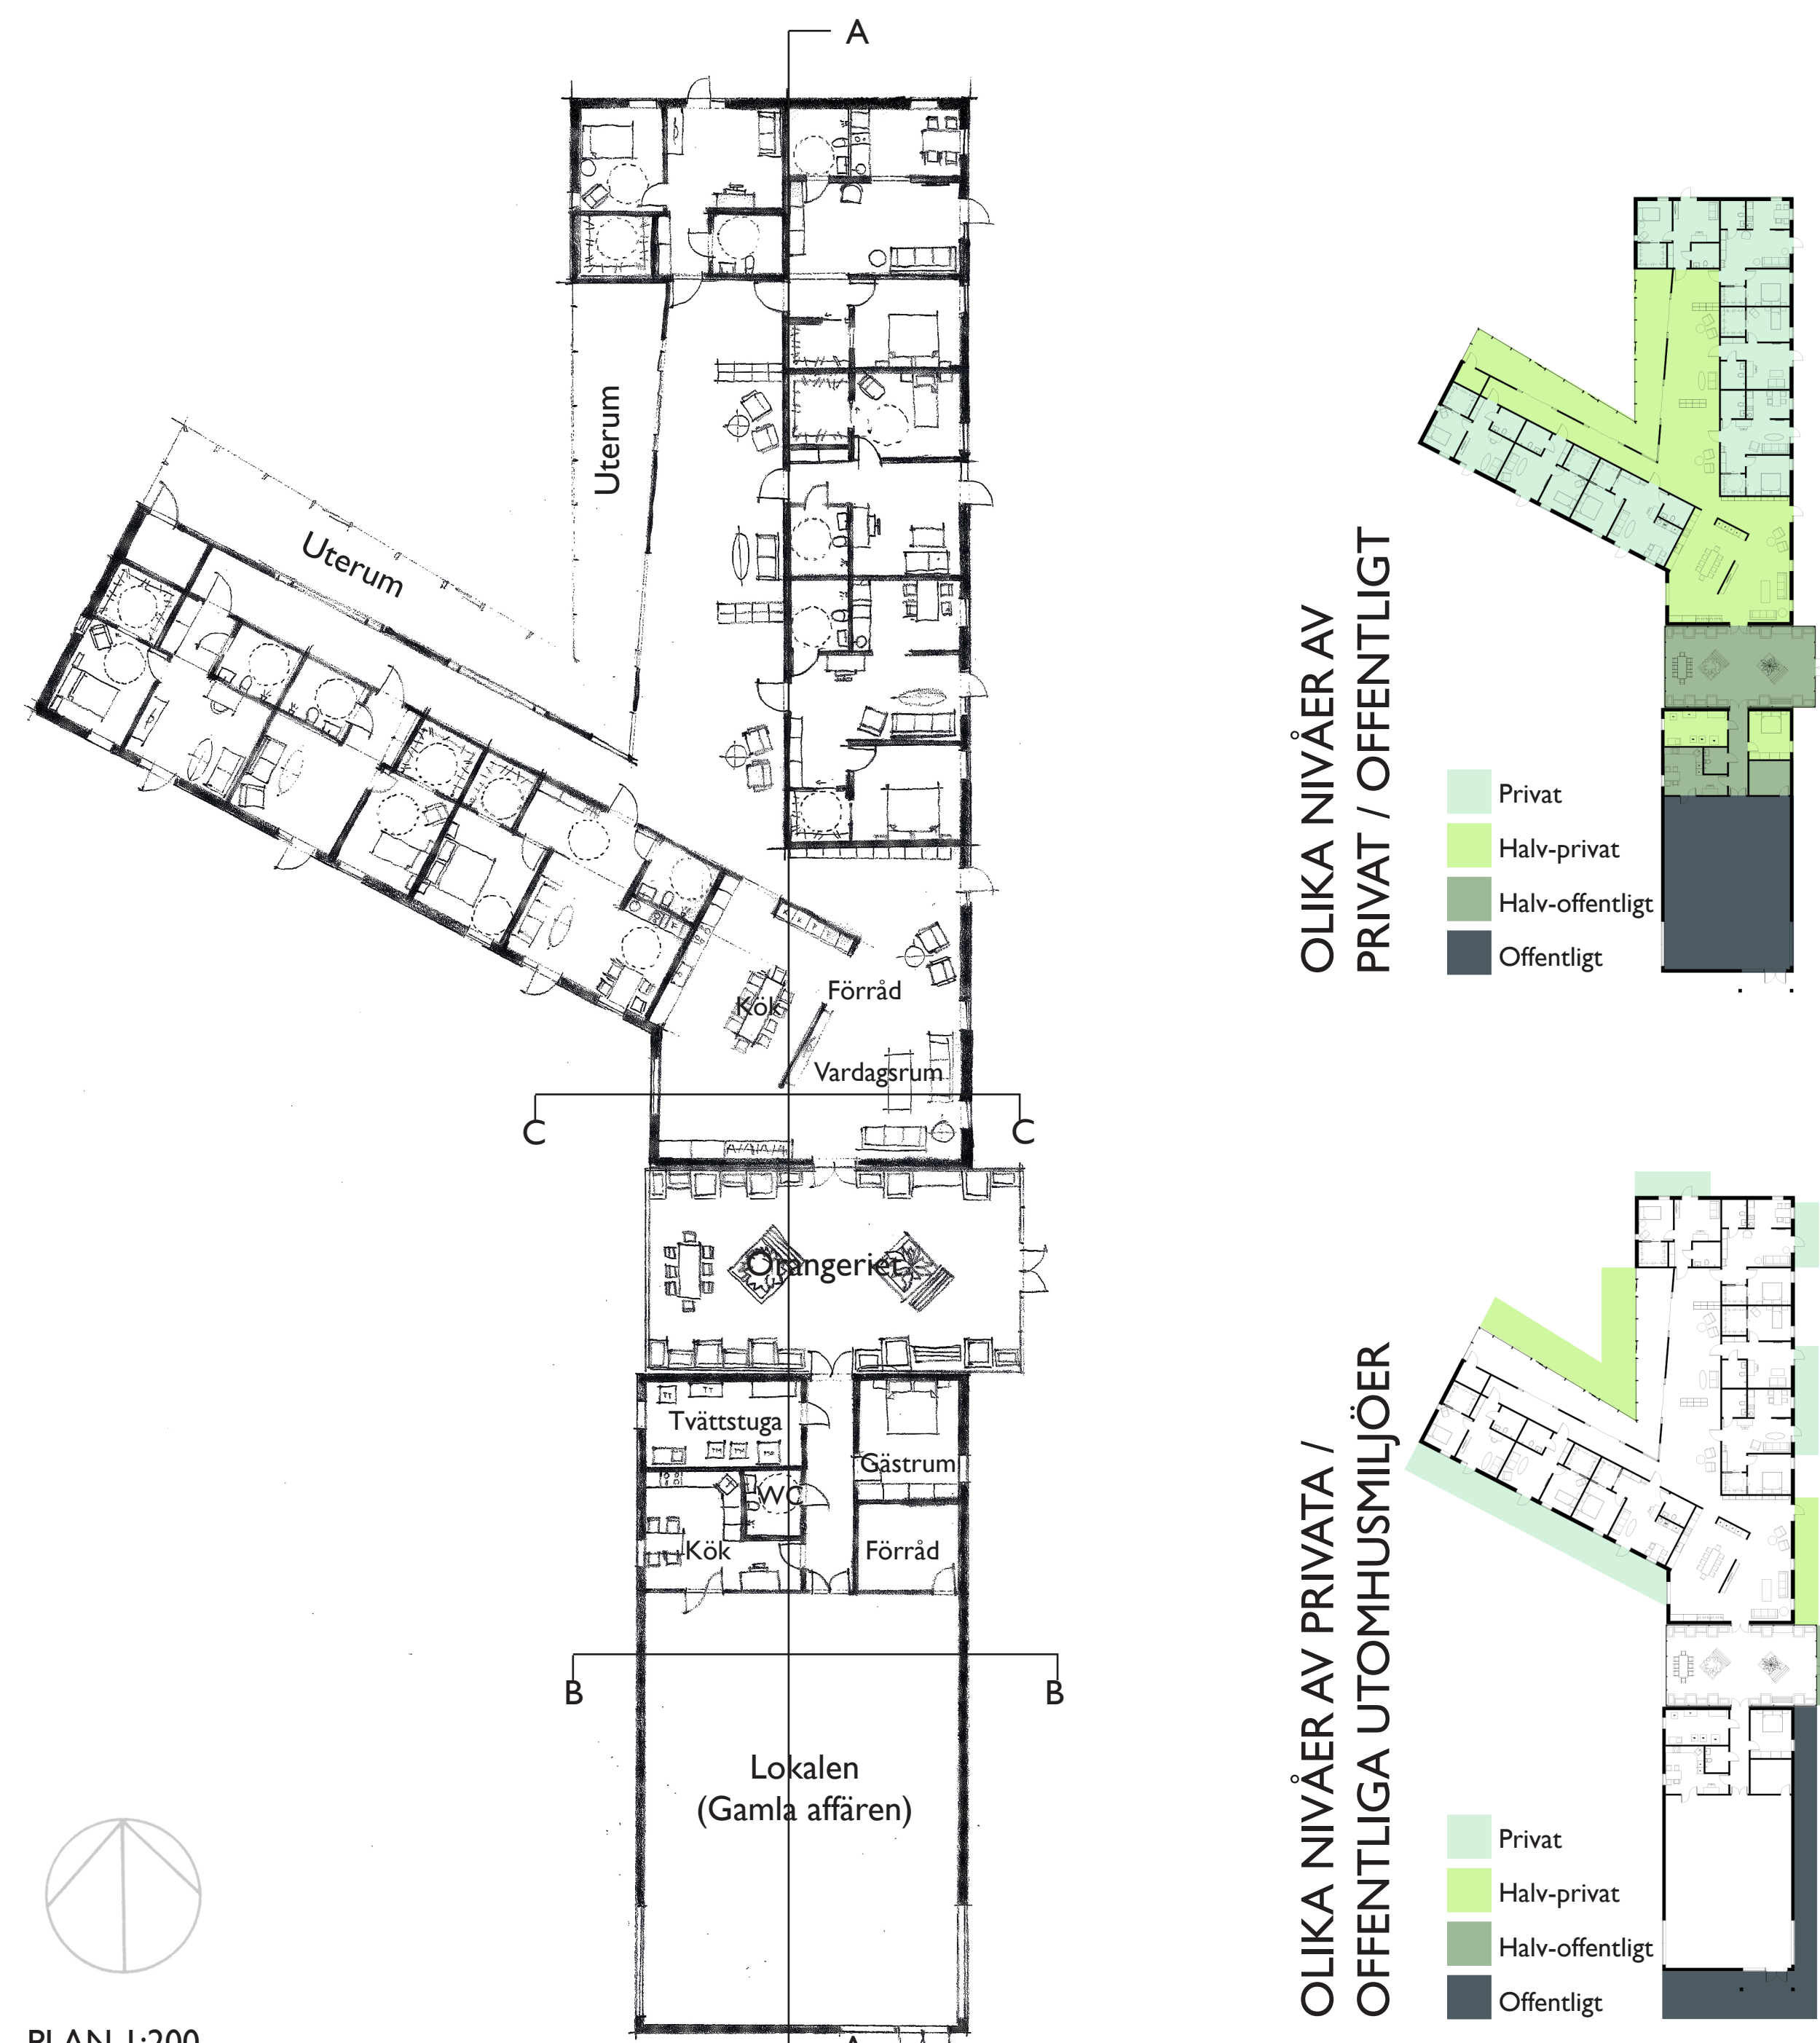 A
Uterum
Uterum
Kök
Förråd
Vardagsrum
C
C
Orangeriet
Tvättstuga
Gästrum
WC
Kök
Förråd
B
B
Lokalen
(Gamla affären)
PLAN 1:200
A
OLIKA NIVÅER AV
PRIVAT / OFFENTLIGT
Privat
Halv-privat
Halv-offentligt
Offentligt
OLIKA NIVÅER AV PRIVATA /
OFFENTLIGA UTOMHUSMILJÖER
Privat
Halv-privat
Halv-offentligt
Offentligt